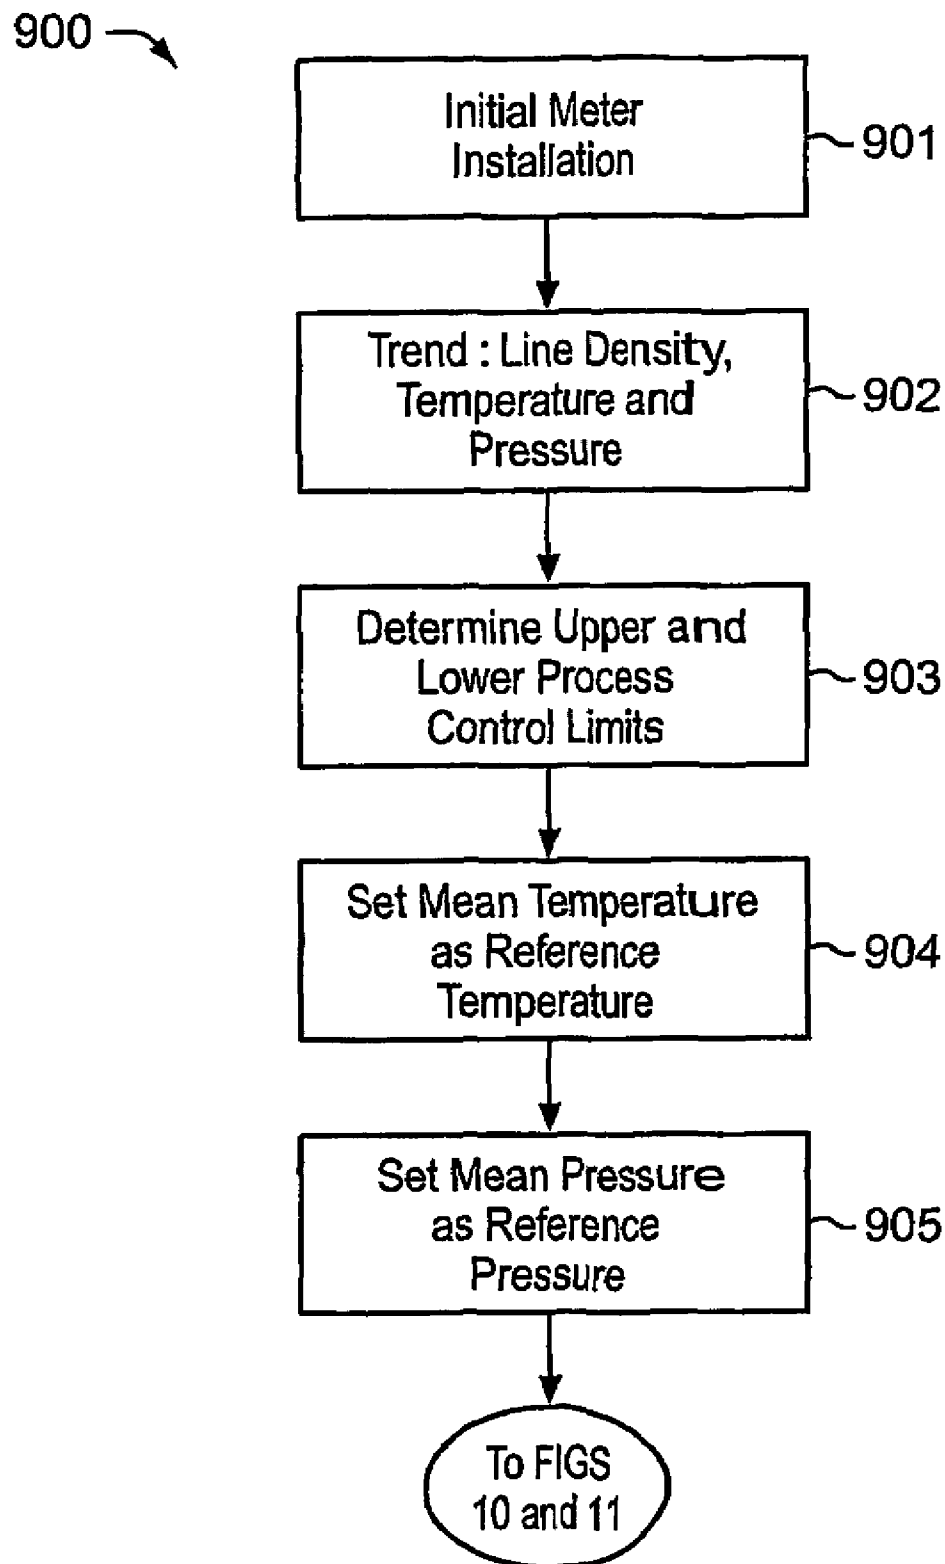 900
Initial Meter
Installation
901
Trend : Line Density,
Temperature and
Pressure
902
Determine Upper and
Lower Process
Control Limits
903
Set Mean Temperature
as Reference
Temperature
904
Set Mean Pressure
as Reference
Pressure
905
To FIGS
10 and 11